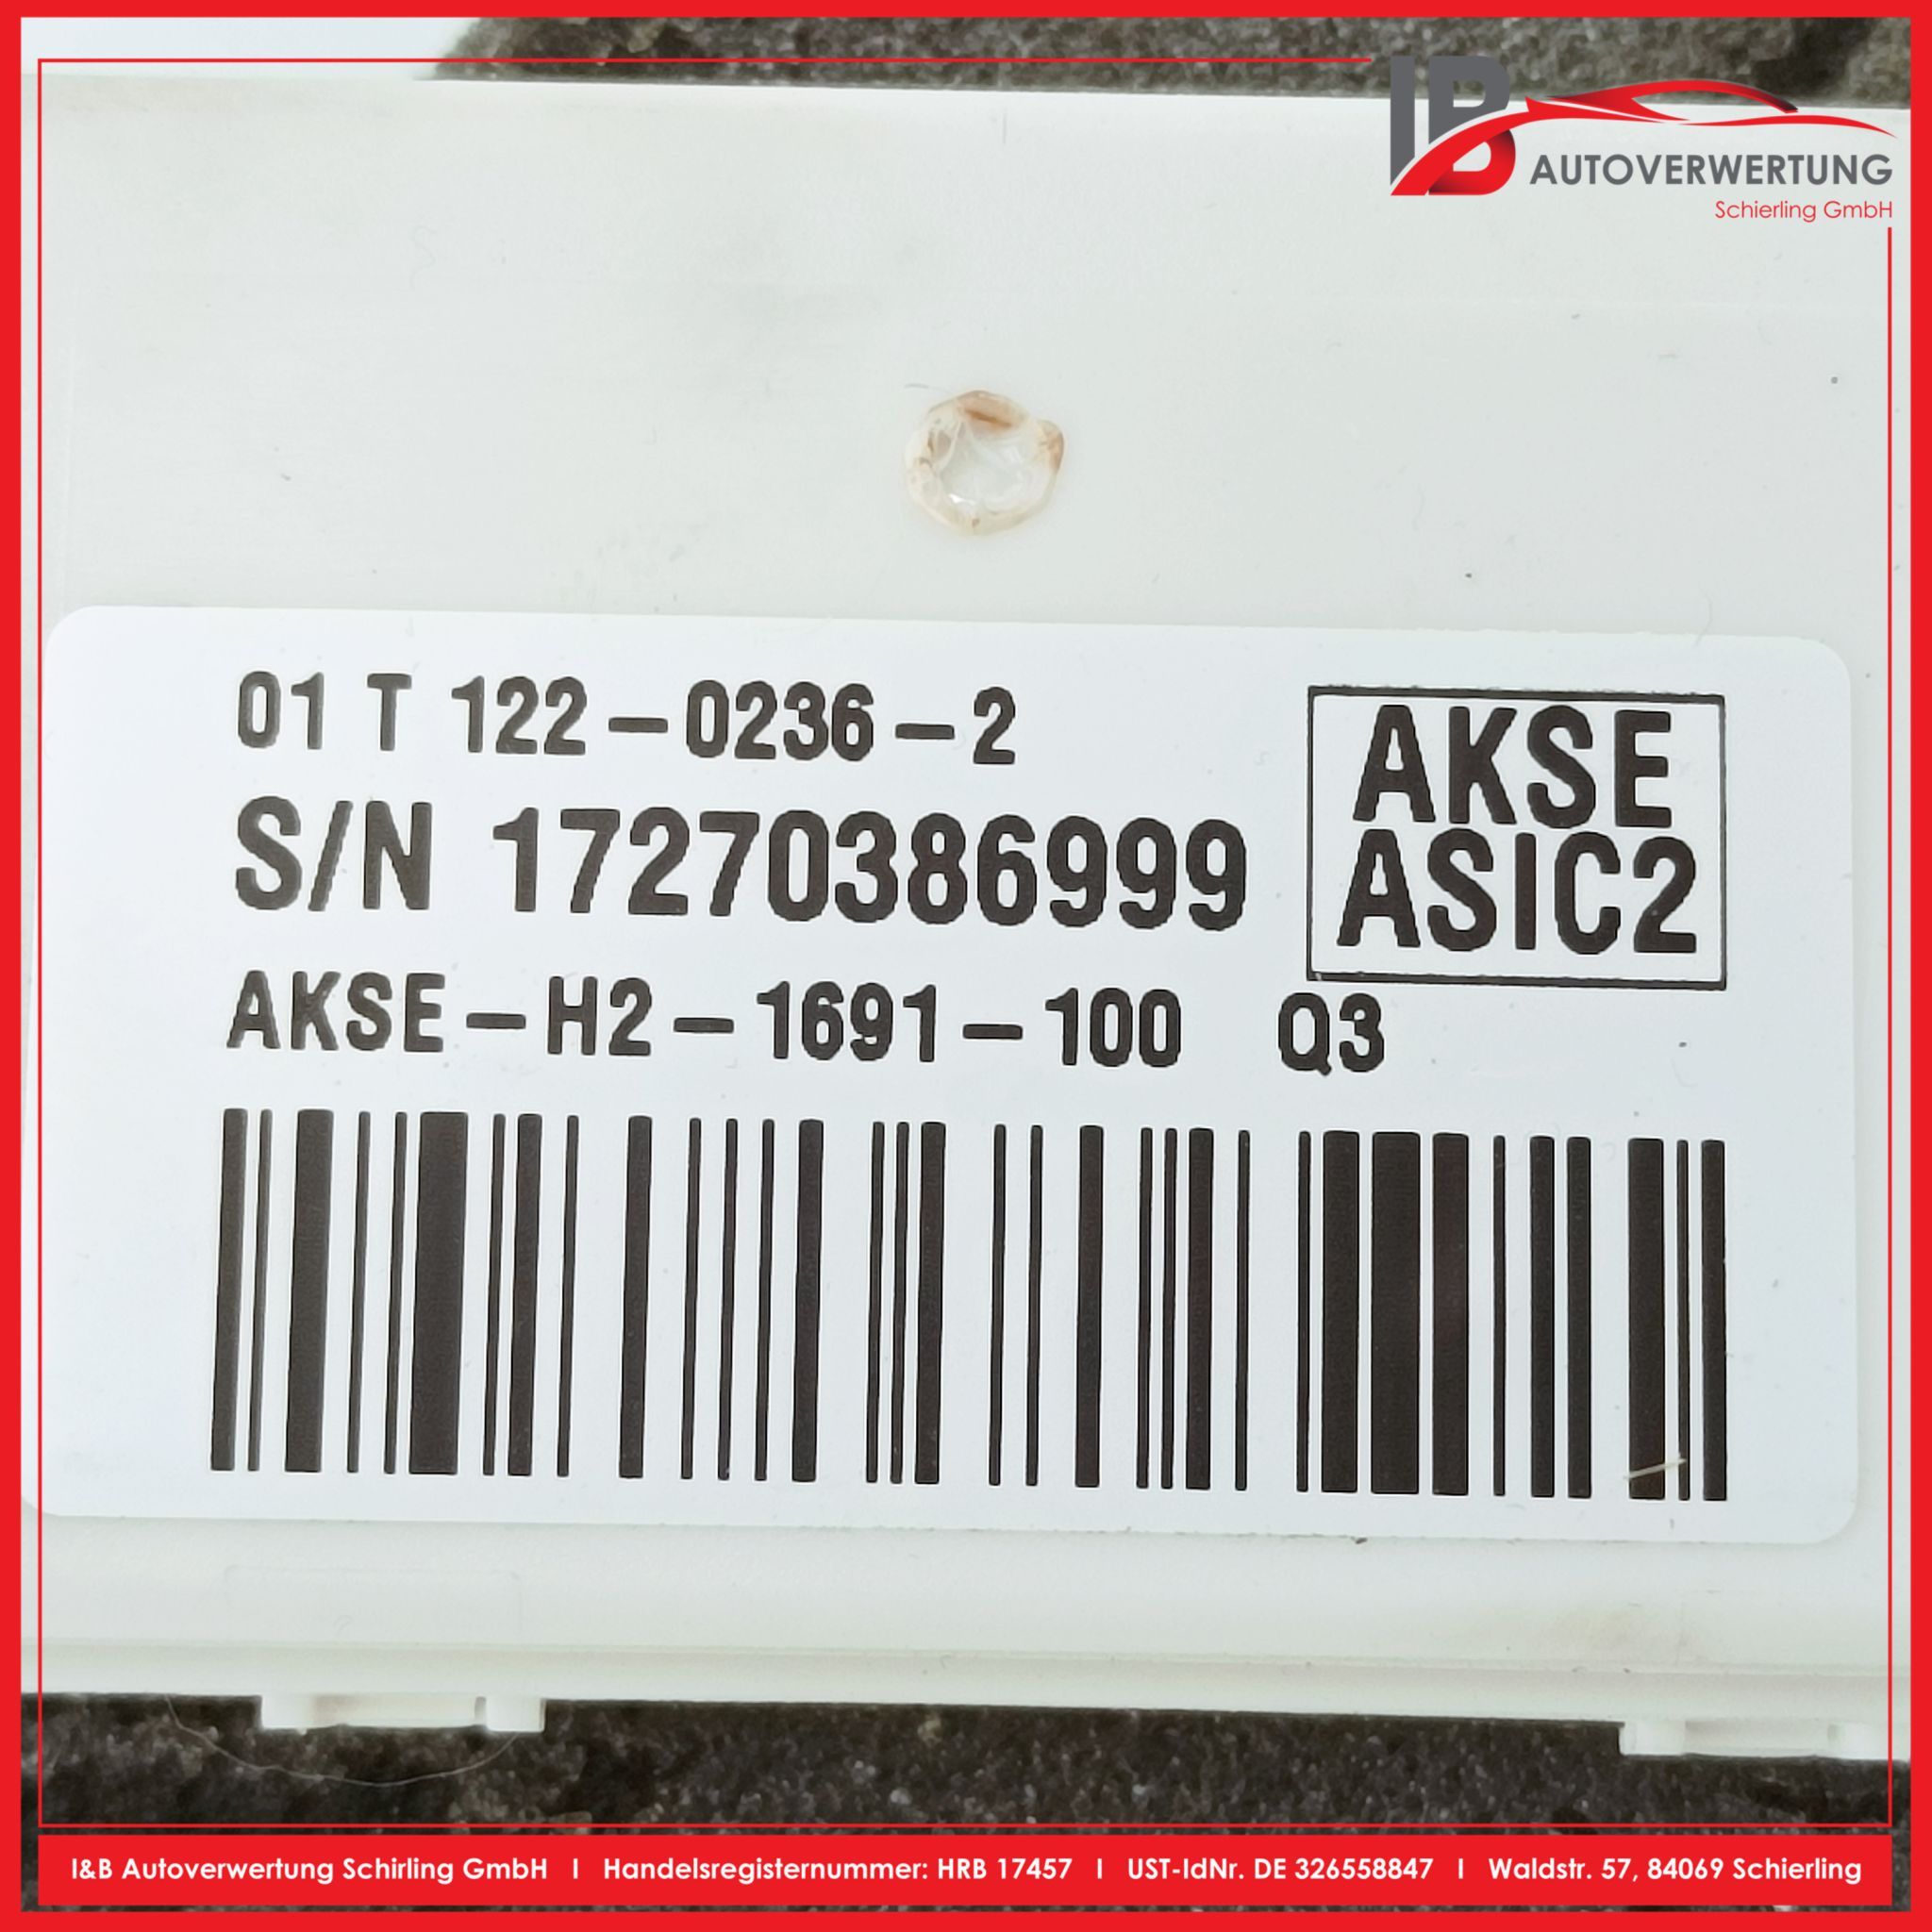 IB
AUTOVERWERTUNG
Schierling GmbH
01 T 122-0236-2
S/N 17270386999
AKSE
ASIC2
AKSE-H2-1691-100 Q3
I&B Autoverwertung Schirling GmbH I Handelsregisternummer: HRB 17457 I UST-IdNr. DE 326558847 I Waldstr. 57, 84069 Schierling